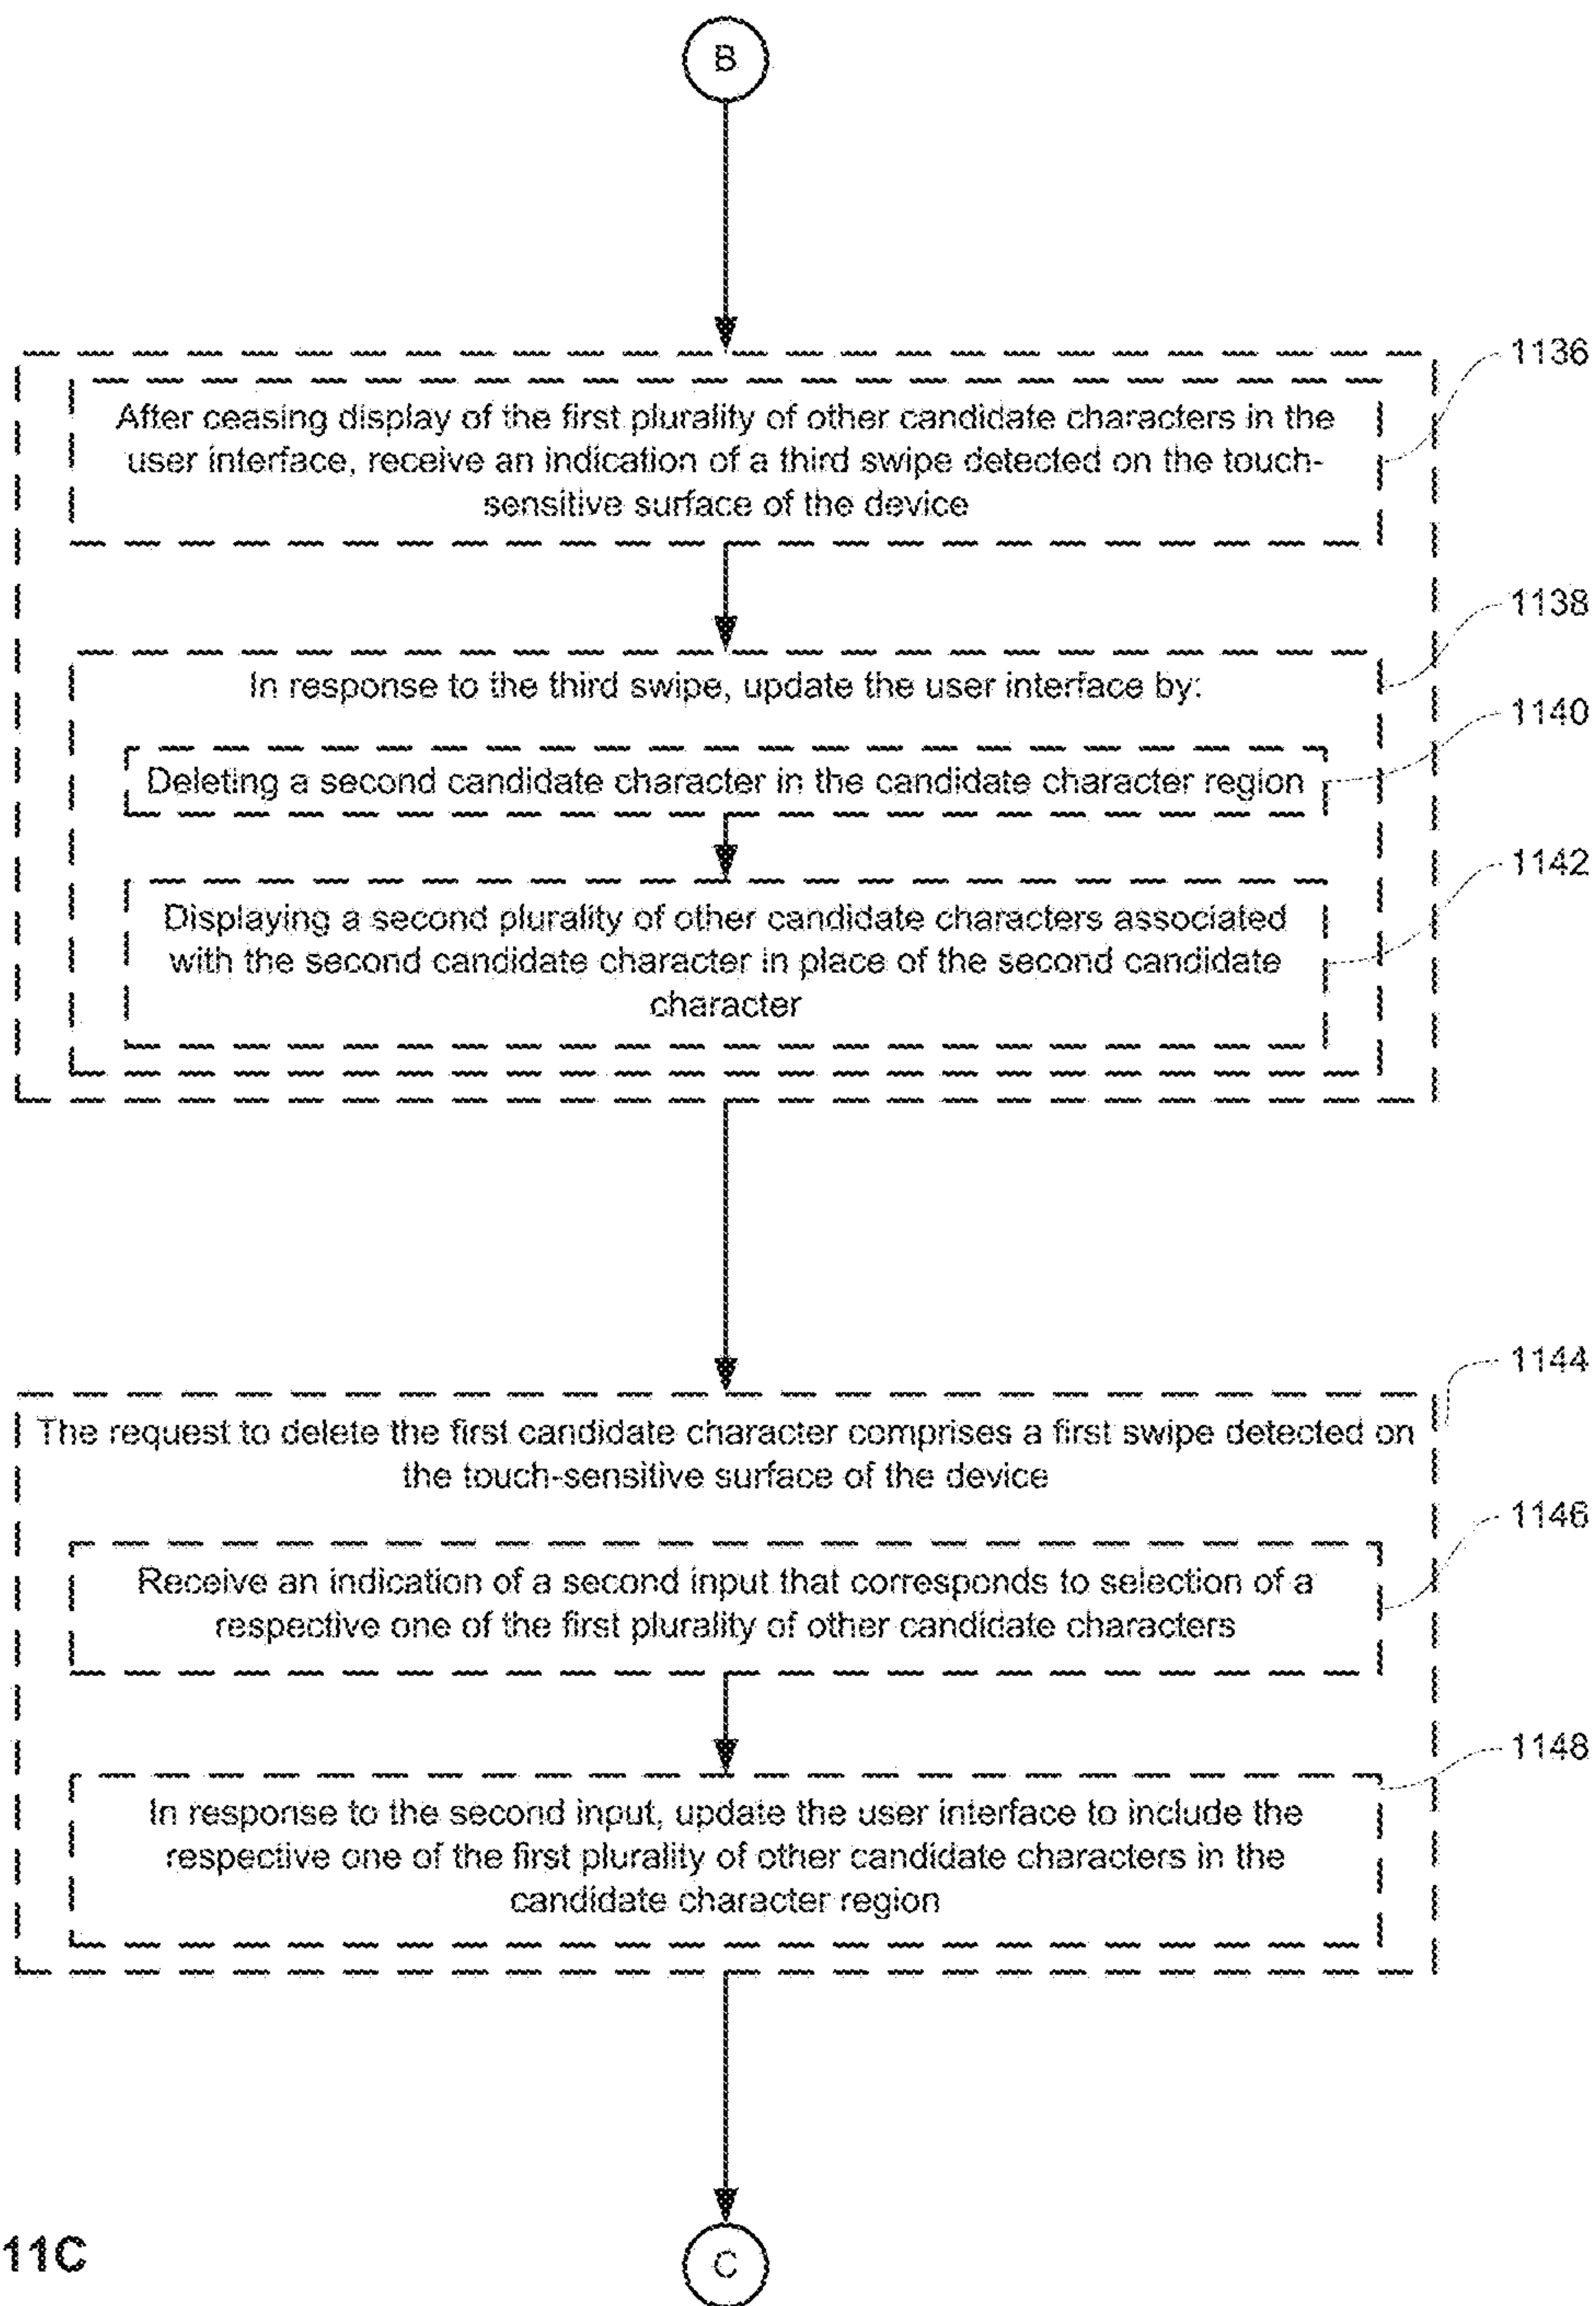 B
1136
After ceasing display of the first plurality of other candidate characters in the
user interface, receive an indication of a third swipe detected on the touch-
sensitive surface of the device
1138
In response to the third swipe, update the user interface by:
1140
Deleting a second candidate character in the candidate character region
1142
Displaying a second plurality of other candidate characters associated
with the second candidate character in place of the second candidate
character
1144
The request to delete the first candidate character comprises a first swipe detected on
the touch-sensitive surface of the device
1146
Receive an indication of a second input that corresponds to selection of a
respective one of the first plurality of other candidate characters
1148
In response to the second input, update the user interface to include the
respective one of the first plurality of other candidate characters in the
candidate character region
11C
C